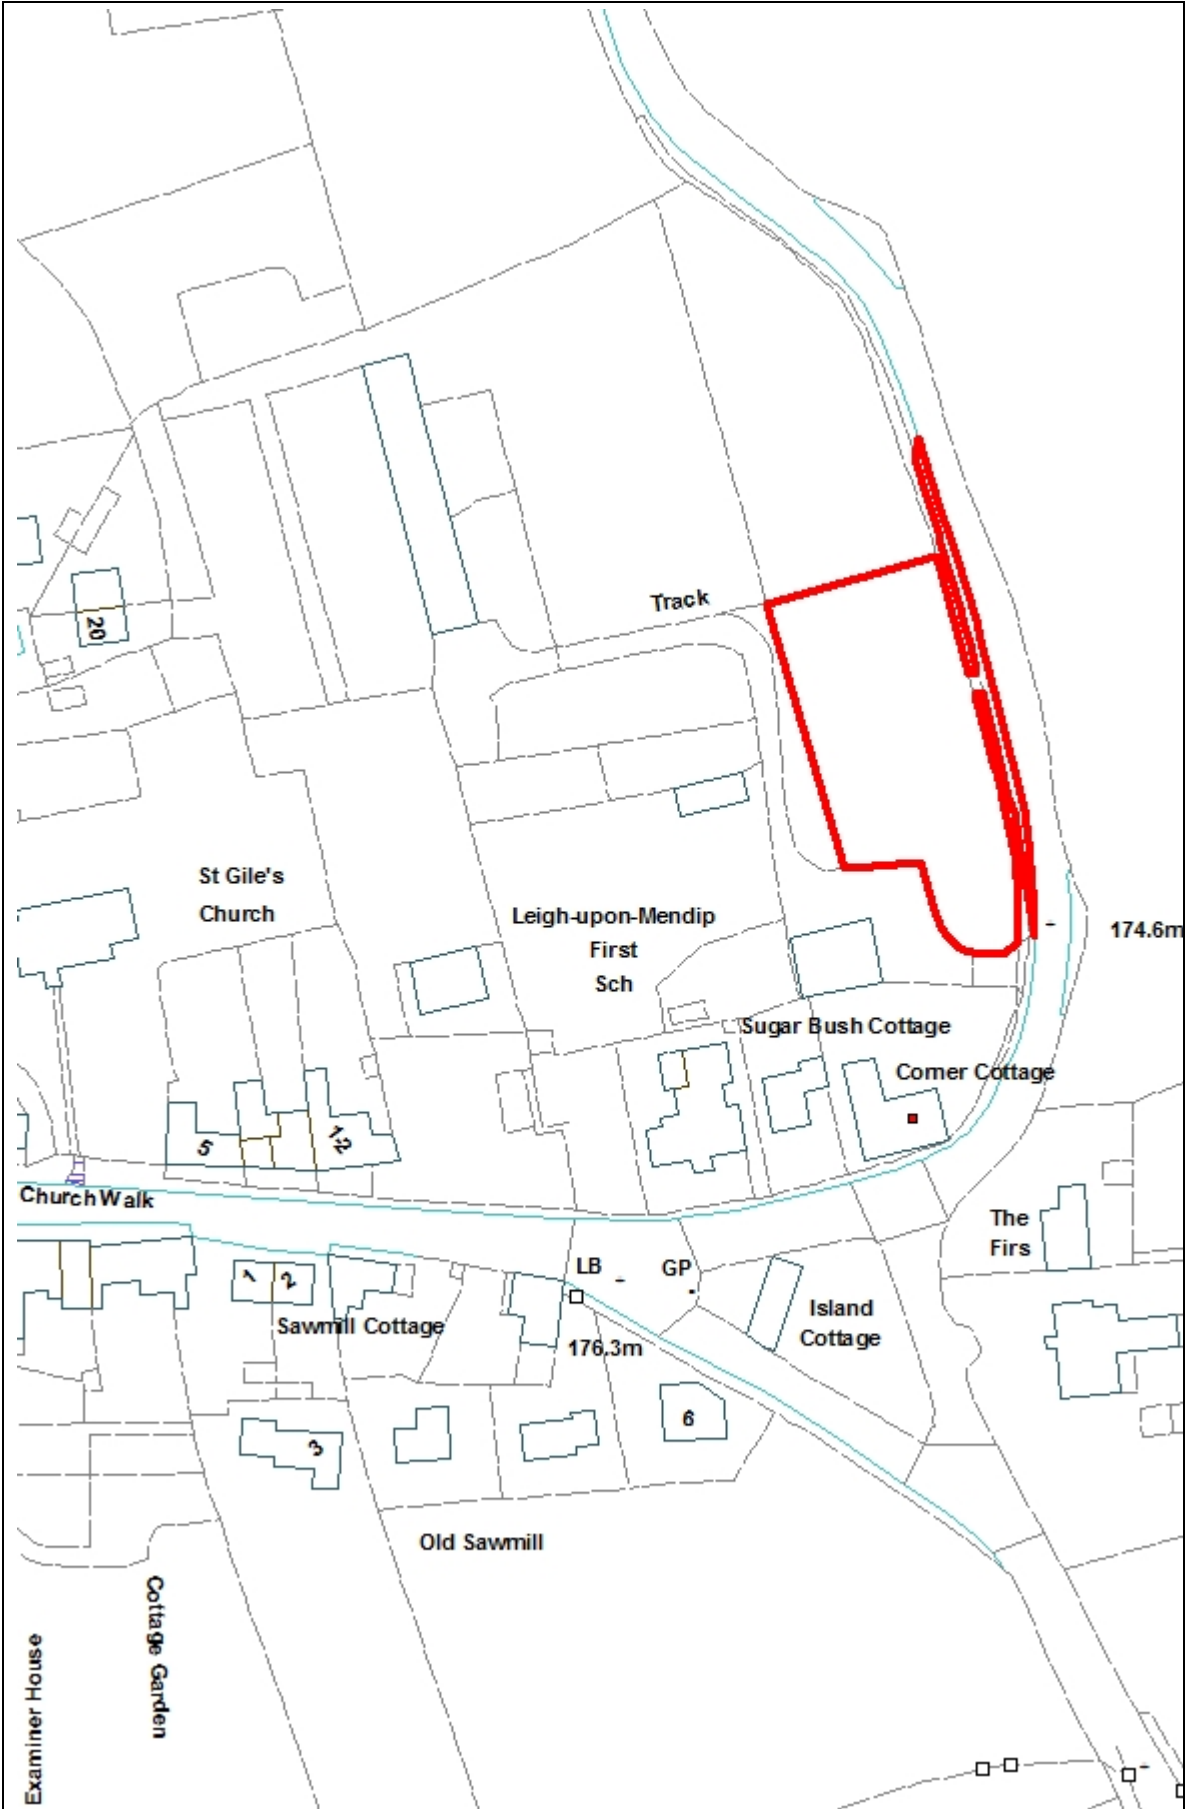 Track
20
St Gile's
Church
Leigh-upon-Mendip
First
Sch
174.6m
Sugar Bush Cottage
Corner Cottage
5
1-2
Church Walk
The
Firs
LB
GP
1
2
Island
Cottage
Sawmill Cottage
176.3m
6
3
Old Sawmill
Cottage Garden
Examiner House